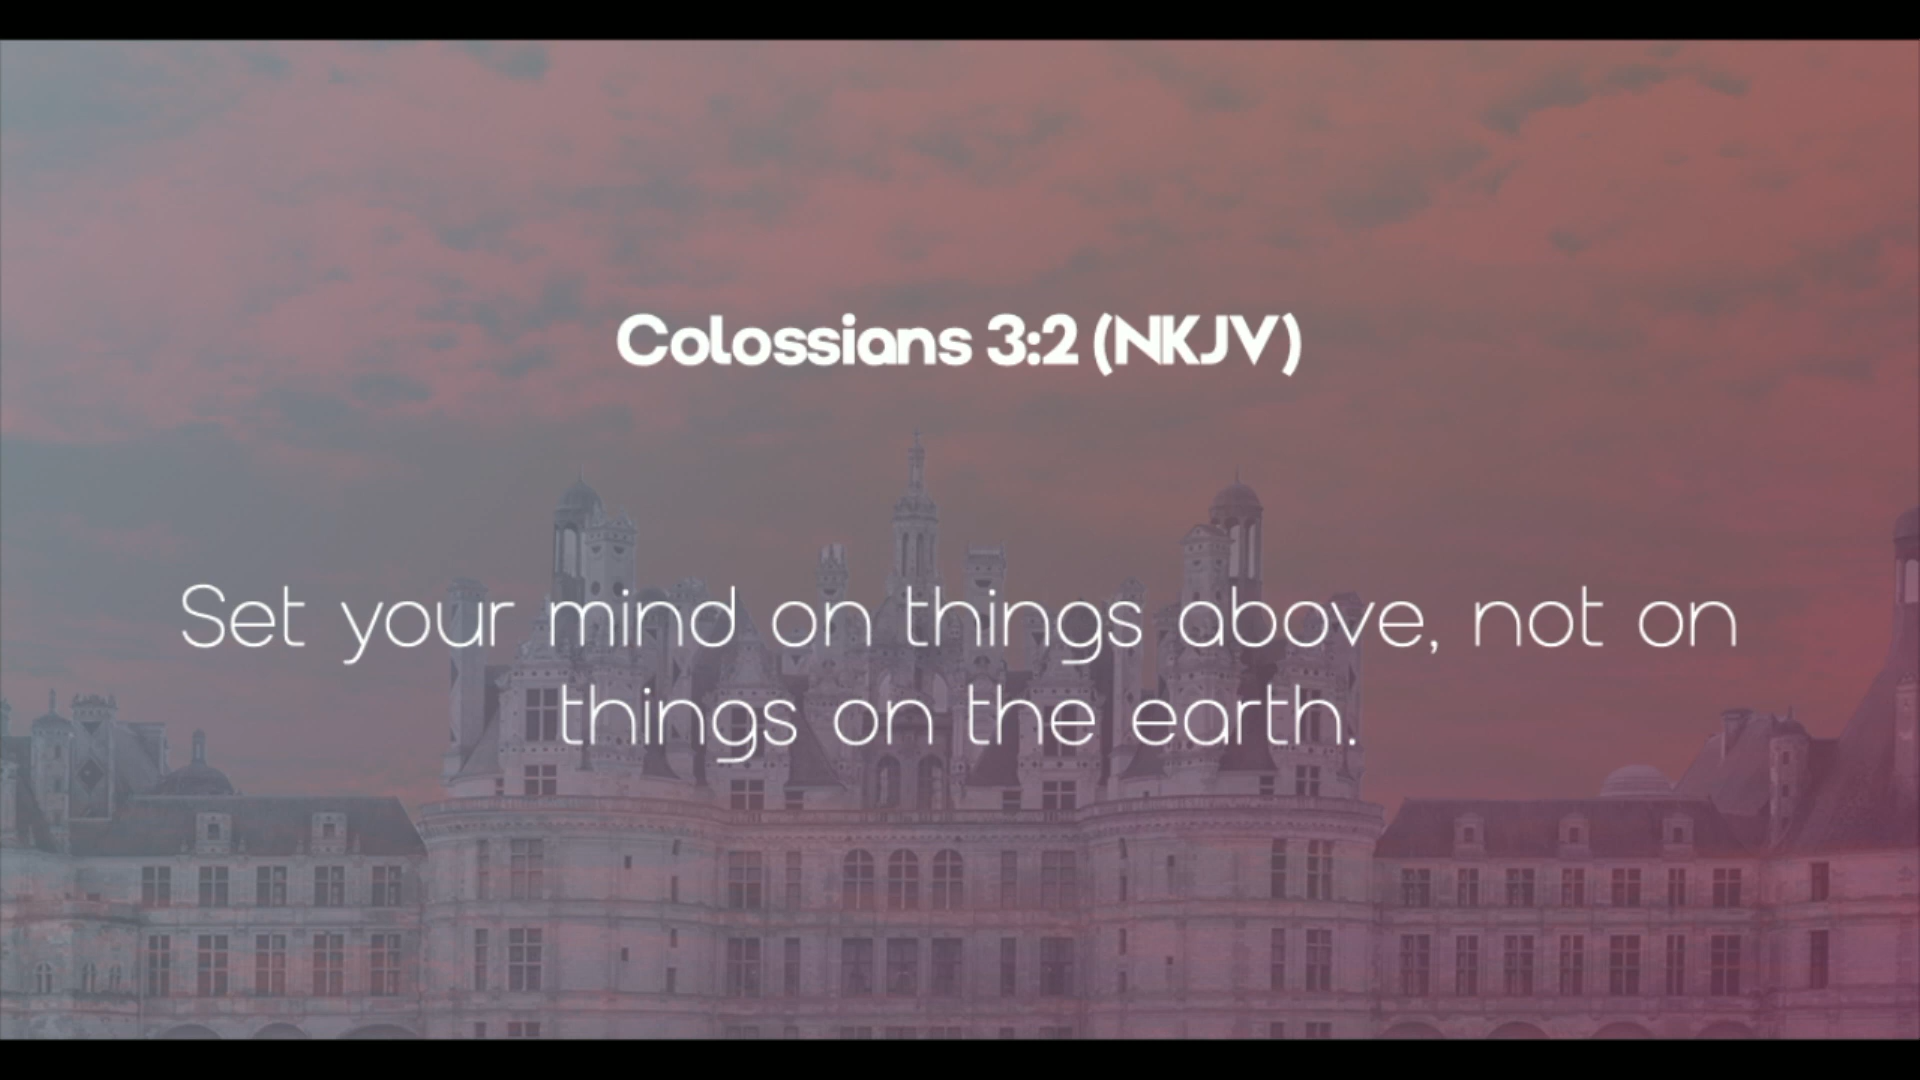 Colossians 3:2 (NKJV)
Set your mind on things above, not on
things on the earth.